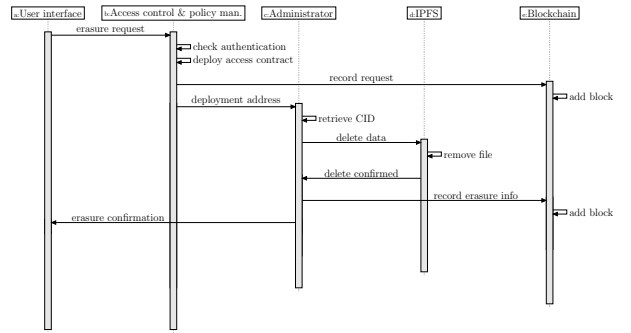 a:User interface
b:Access control & policy man.
c:Administrator
d:IPFS
e:Blockchain
erasure request
check authentication
deploy access contract
record request
add block
deployment address
retrieve CID
delete data
remove file
delete confirmed
record erasure info
add block
erasure confirmation